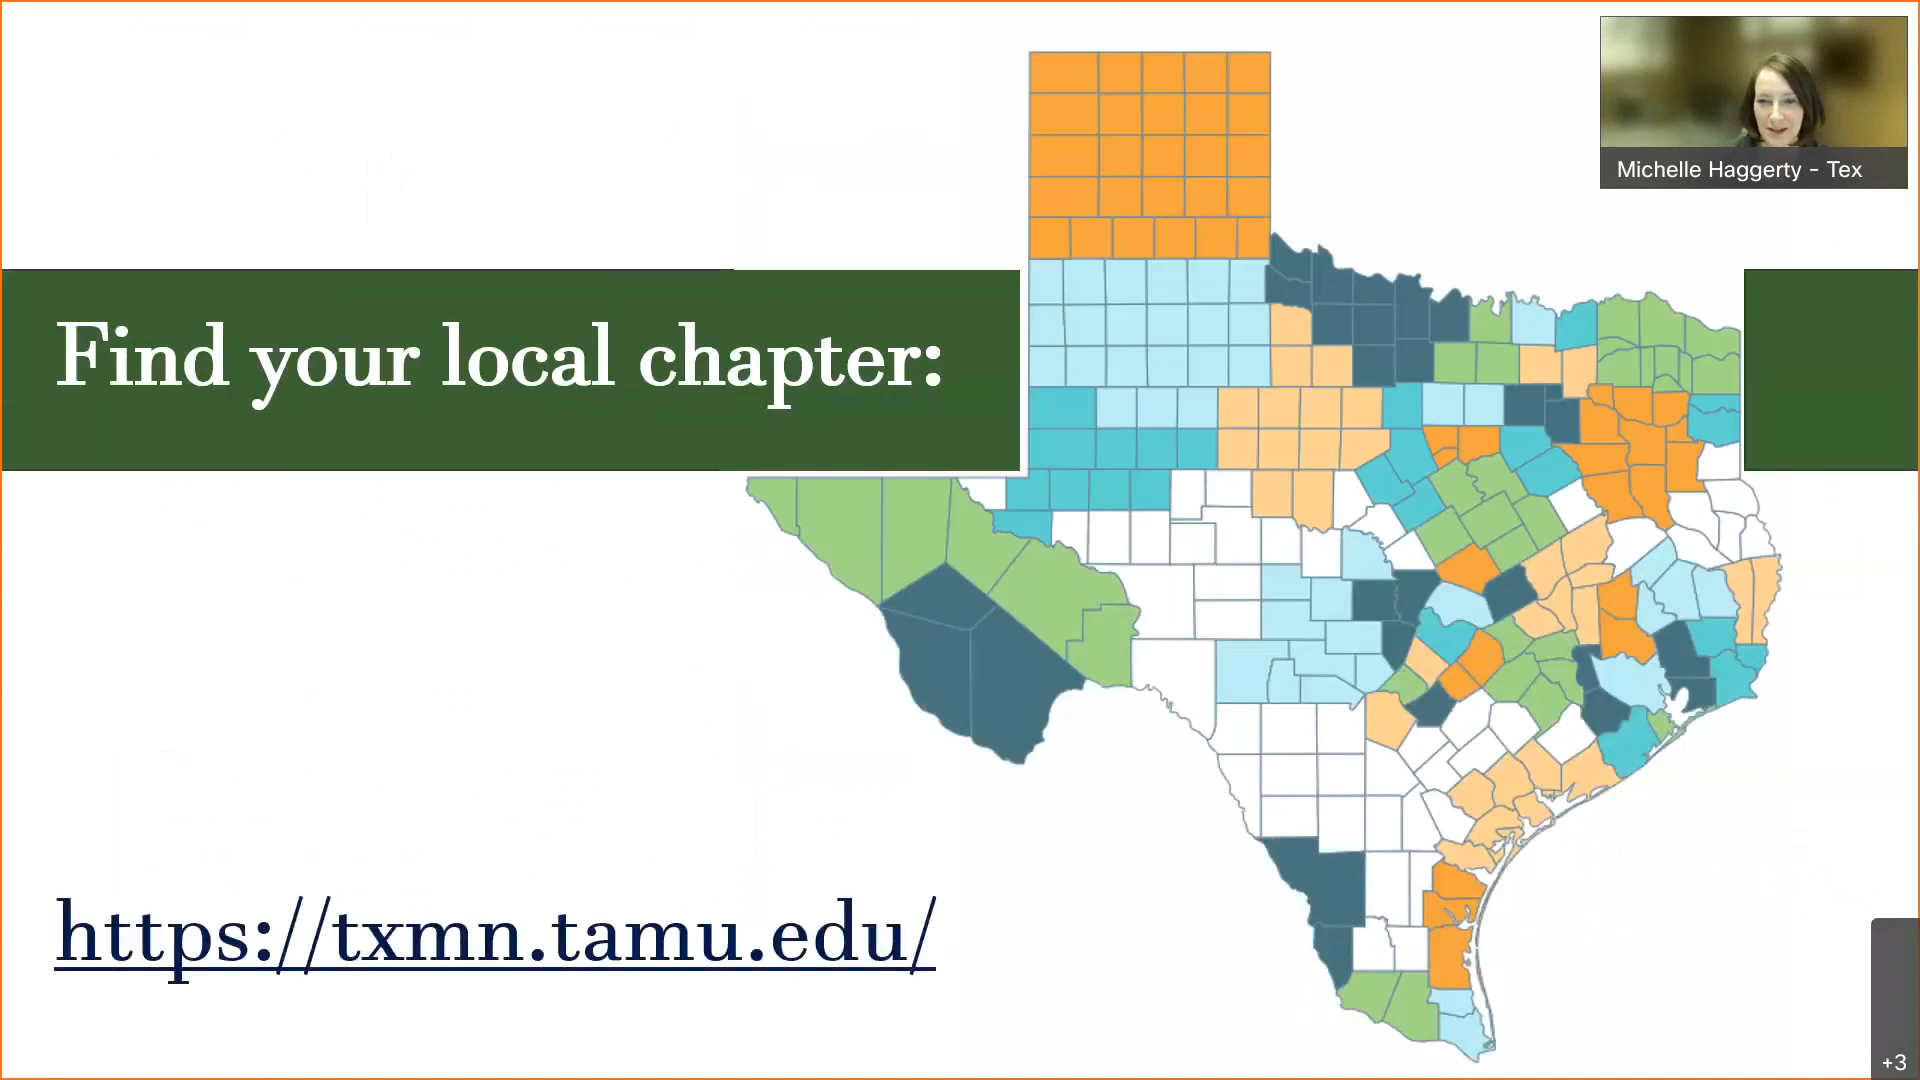 Michelle Haggerty - Tex
Find your local chapter:
https://txmn.tamu.edu/
+3